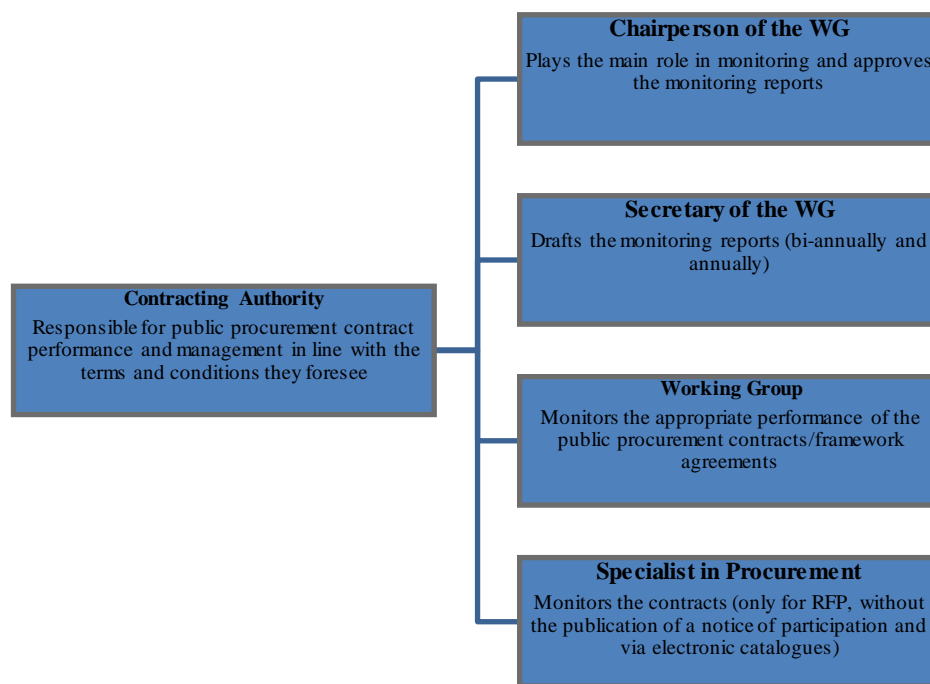 Chairperson of the WG
Plays the main role in monitoring and approves
the monitoring reports
Secretary of the WG
Drafts the monitoring reports (bi-annually and
annually)
Contracting Authority
Responsible for public procurement contract
performance and management in line with the
terms and conditions they foresee
Working Group
Monitors the appropriate performance of the
public procurement contracts/framework
agreements
Specialist in Procurement
Monitors the contracts (only for RFP, without
the publication of a notice of participation and
via electronic catalogues)